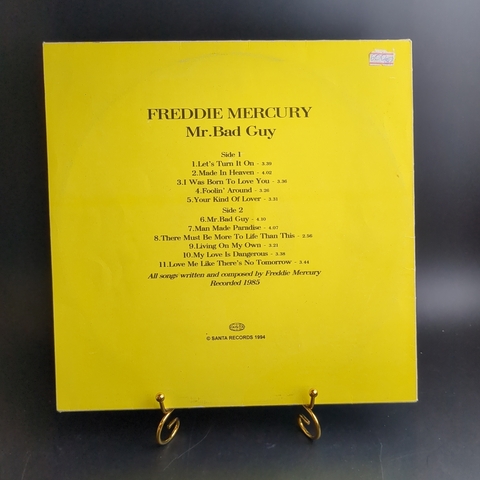 FREDDIE MERCURY
Mr.Bad Guy
Side 1
1.Let's Turn It On - 3.39
2.Made In Heaven - 4.02
3.I Was Born To Love You - 3.36
4.Foolin' Around - 3.26
5.Your Kind Of Lover - 3.31
Side 2
6.Mr.Bad Guy - 4.10
7.Man Made Paradise - 4.07
8.There Must Be More To Life Than This - 2.56
9.Living On My Own - 3.21
10.My Love Is Dangerous - 3.38
11.Love Me Like There's No Tomorrow - 3.44
All songs written and composed by Freddie Mercury
Recorded 1985
© SANTA RECORDS 1994